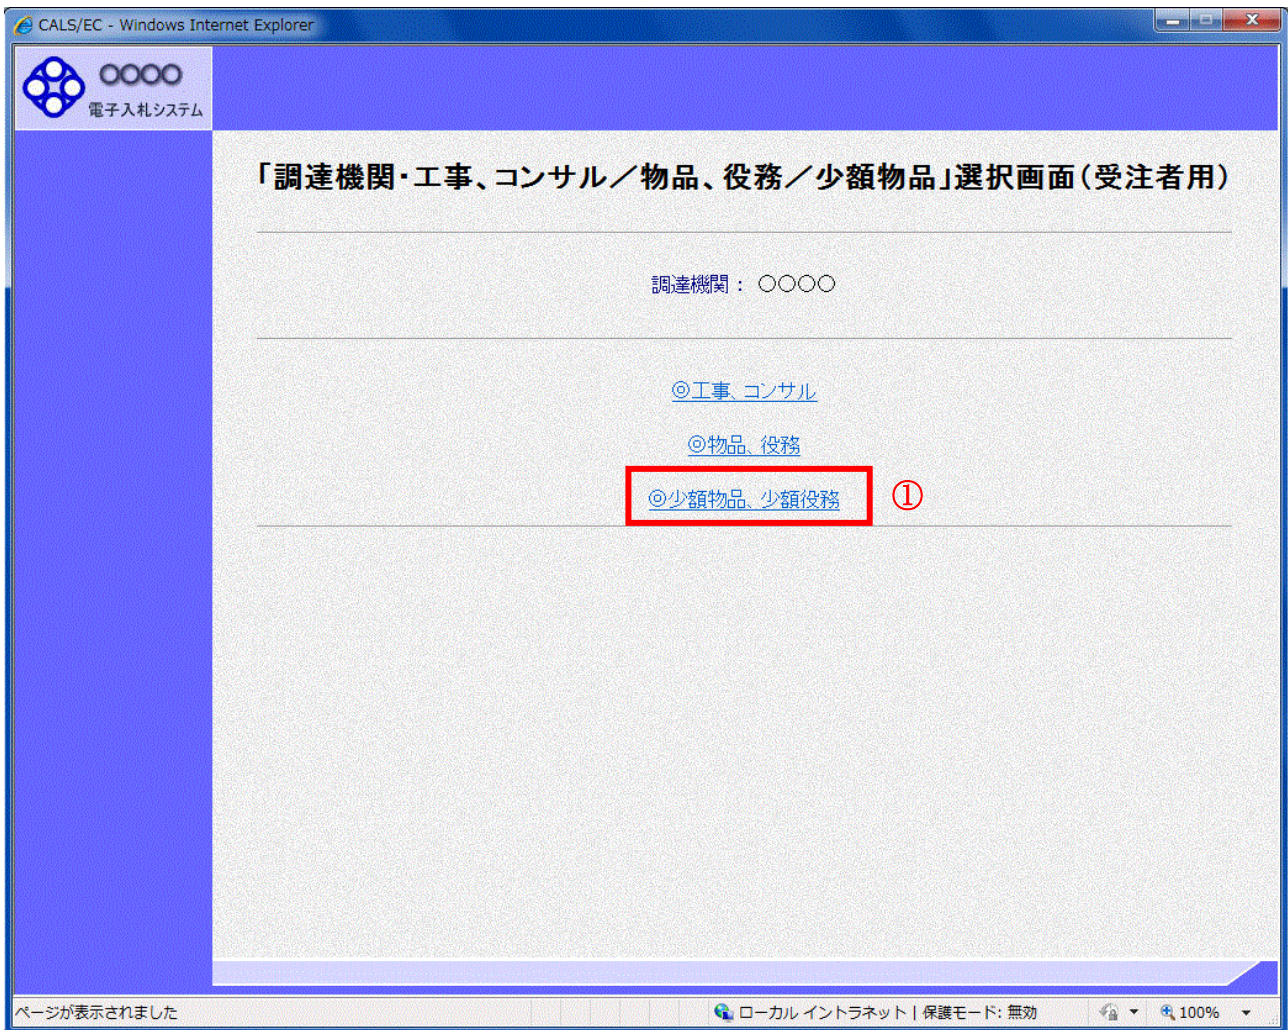 CALS/EC - Windows Internet Explorer
○○○○
電子入札システム
「調達機関・工事、コンサル／物品、役務／少額物品」選択画面（受注者用）
調達機関： ○○○○
◎工事、コンサル
◎物品、役務
◎少額物品、少額役務
①
ページが表示されました
ローカル イントラネット | 保護モード: 無効
100%